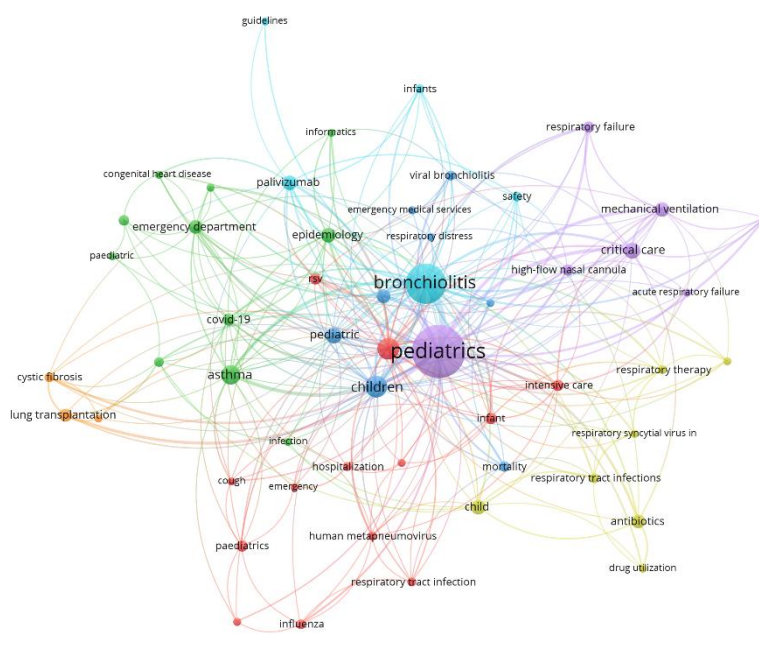 guidelines
infants
respiratory failure
informatics
congenital heart disease
palivizumab
viral bronchiolitis
safety
emergency medical services
mechanical ventilation
emergency department
epidemiology
respiratory distress
critical care
paediatric
high-flow nasal cannula
rsv
bronchiolitis
acute respiratory failure
covid-19
pediatric
pediatrics
respiratory therapy
cystic fibrosis
asthma
children
intensive care
lung transplantation
infant
respiratory syncytial virus in
infection
hospitalization
mortality
respiratory tract infections
cough
emergency
child
antibiotics
paediatrics
human metapneumovirus
drug utilization
respiratory tract infection
influenza